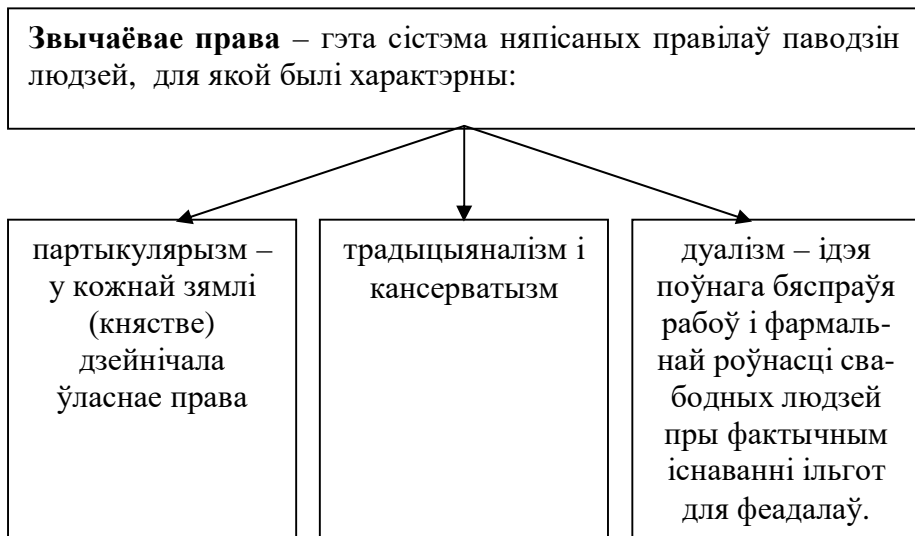 Звычаёвае права – гэта сістэма няпісаных правілаў паводзін
людзей, для якой былі характэрны:
партыкулярызм –
у кожнай зямлі
(княстве)
дзейнічала
ўласнае права
традыцыяналізм і
кансерватызм
дуалізм – ідэя
поўнага бяспраўя
рабоў і фармаль-
най роўнасці сва-
бодных людзей
пры фактычным
існаванні ільгот
для феадалаў.